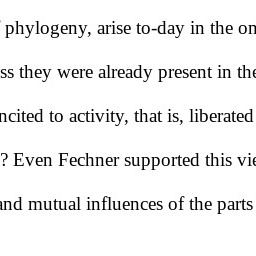 phylogeny, arise to-day in the on
ss they were already present in the
ncited to activity, that is, liberated
? Even Fechner supported this vie
and mutual influences of the parts